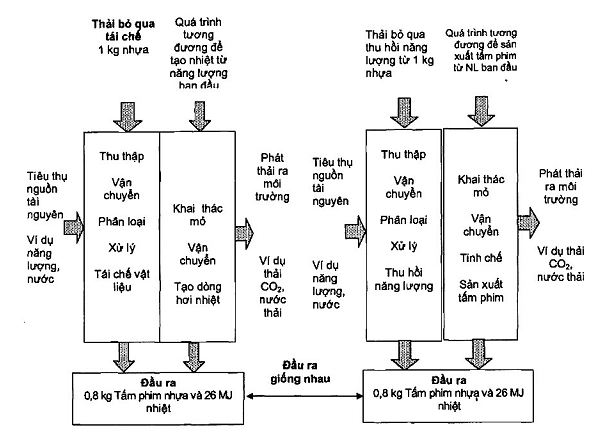 Thải bỏ qua
tái chế
1 kg nhựa
Quá trình
tương
đương để
tạo nhiệt từ
năng lượng
ban đầu
Tiêu thụ
nguồn
tài
nguyên
Ví dụ
năng
lượng,
nước
Thu thập
Vận
chuyển
Phân loại
Xử lý
Tái chế vật
liệu
Khai thác
mỏ
Vận
chuyển
Tạo dòng
hơi nhiệt
Phát
thải ra
môi
trường
Ví dụ
thải
CO₂,
nước
thải
Đầu ra
0,8 kg Tấm phim nhựa và 26 MJ
nhiệt
Đầu ra
giống nhau
Thải bỏ qua
thu hồi năng
lượng từ 1 kg
nhựa
Quá trình tương
đương để sản
xuất tấm phim
từ NL ban đầu
Tiêu thụ
nguồn
tài
nguyên
Ví dụ
năng
lượng,
nước
Thu thập
Vận
chuyển
Phân loại
Xử lý
Thu hồi
năng lượng
Khai thác
mỏ
Vận
chuyển
Tinh chế
Sản xuất
tấm phim
Phát thải
ra môi
trường
Ví dụ thải
CO₂,
nước thải
Đầu ra
0,8 kg Tấm phim nhựa và 26 MJ
nhiệt